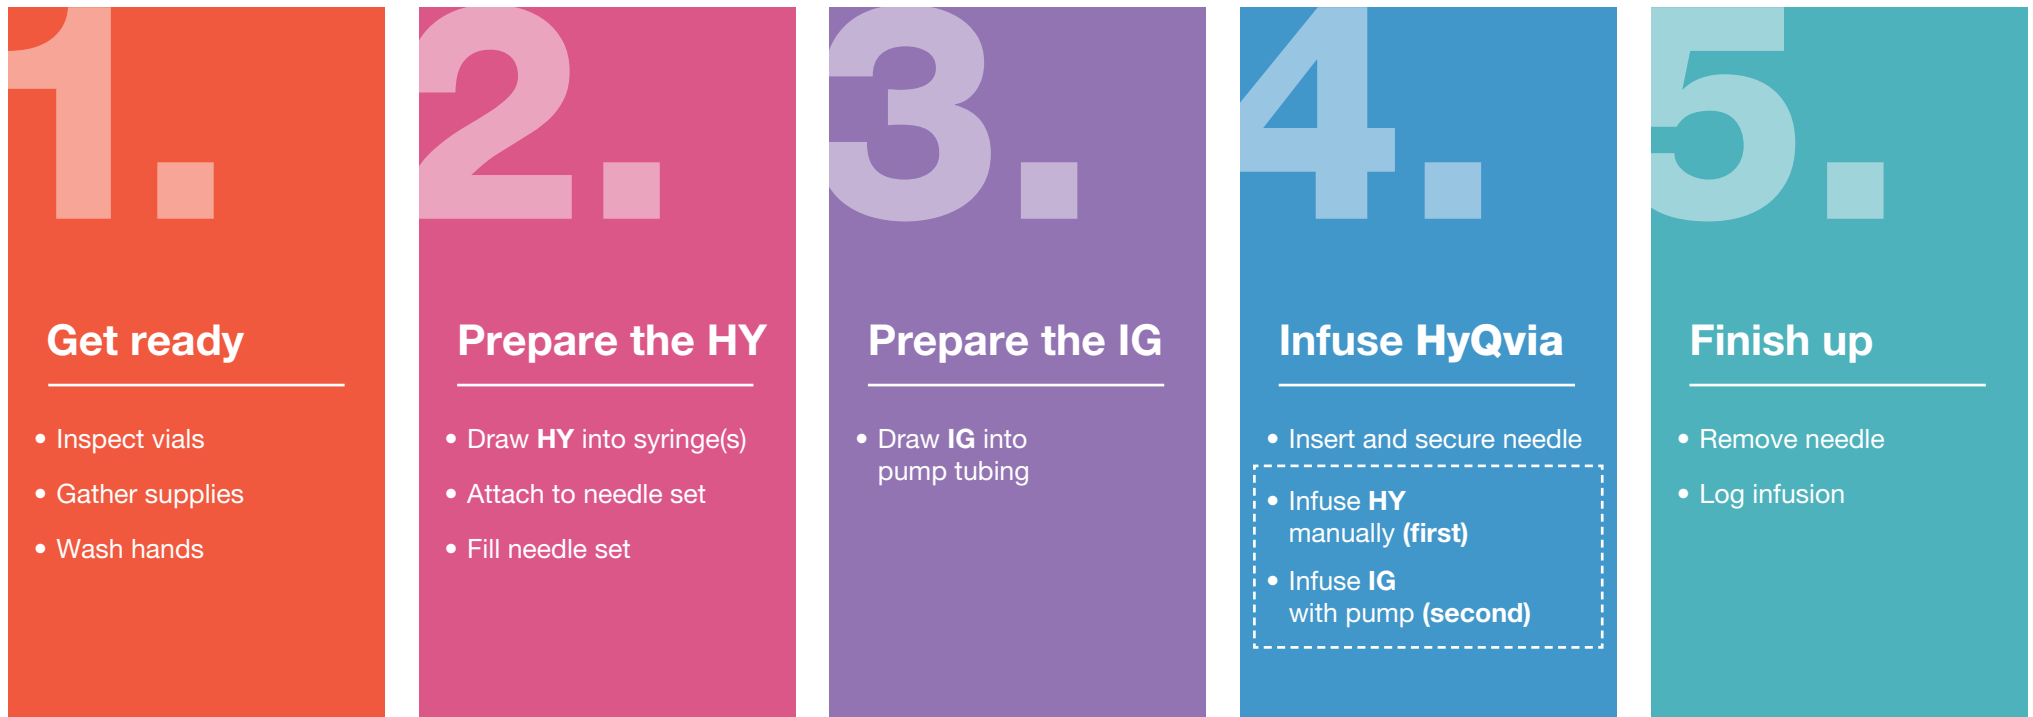 1.
Get ready
• Inspect vials
• Gather supplies
• Wash hands
2.
Prepare the HY
• Draw HY into syringe(s)
• Attach to needle set
• Fill needle set
3.
Prepare the IG
• Draw IG into
pump tubing
4.
Infuse HyQvia
• Insert and secure needle
• Infuse HY
manually (first)
• Infuse IG
with pump (second)
5.
Finish up
• Remove needle
• Log infusion